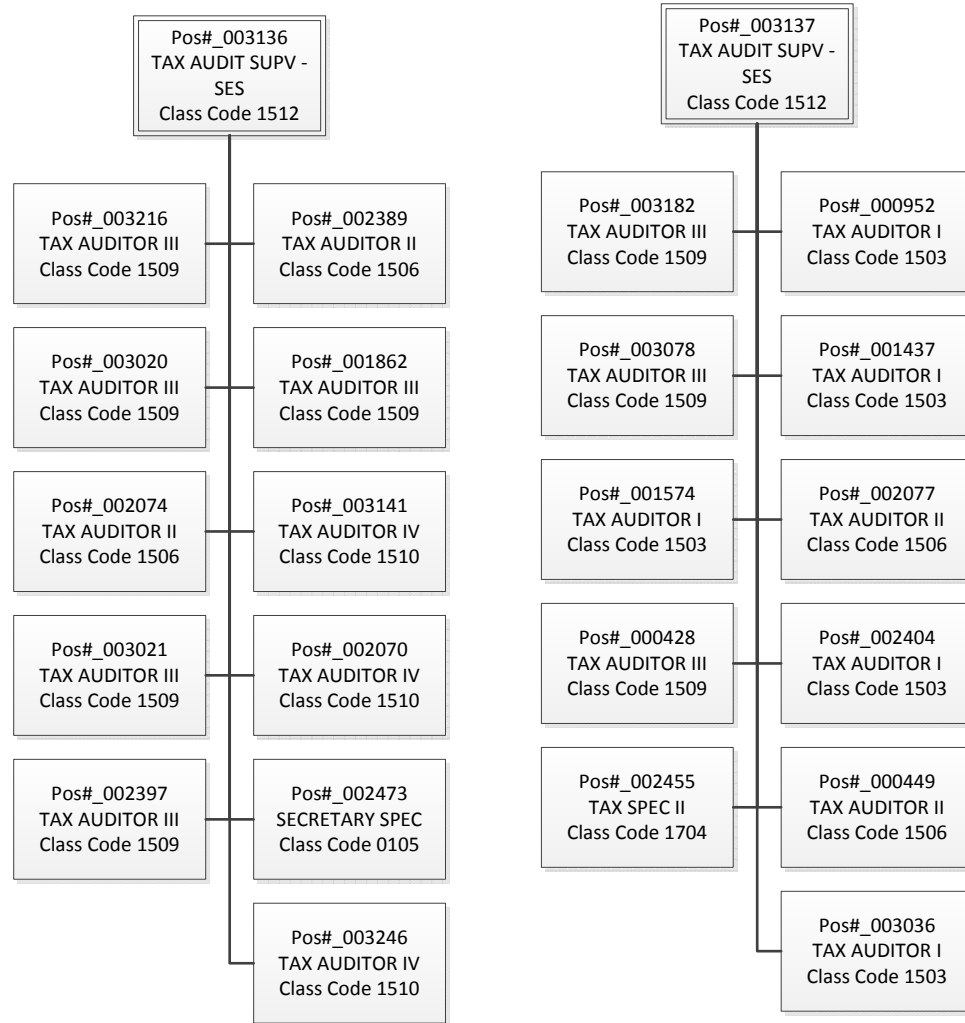 Pos#_003136
TAX AUDIT SUPV -
SES
Class Code 1512
Pos#_003216
TAX AUDITOR III
Class Code 1509
Pos#_002389
TAX AUDITOR II
Class Code 1506
Pos#_003020
TAX AUDITOR III
Class Code 1509
Pos#_001862
TAX AUDITOR III
Class Code 1509
Pos#_002074
TAX AUDITOR II
Class Code 1506
Pos#_003141
TAX AUDITOR IV
Class Code 1510
Pos#_003021
TAX AUDITOR III
Class Code 1509
Pos#_002070
TAX AUDITOR IV
Class Code 1510
Pos#_002397
TAX AUDITOR III
Class Code 1509
Pos#_002473
SECRETARY SPEC
Class Code 0105
Pos#_003246
TAX AUDITOR IV
Class Code 1510
Pos#_003137
TAX AUDIT SUPV -
SES
Class Code 1512
Pos#_003182
TAX AUDITOR III
Class Code 1509
Pos#_000952
TAX AUDITOR I
Class Code 1503
Pos#_003078
TAX AUDITOR III
Class Code 1509
Pos#_001437
TAX AUDITOR I
Class Code 1503
Pos#_001574
TAX AUDITOR I
Class Code 1503
Pos#_002077
TAX AUDITOR II
Class Code 1506
Pos#_000428
TAX AUDITOR III
Class Code 1509
Pos#_002404
TAX AUDITOR I
Class Code 1503
Pos#_002455
TAX SPEC II
Class Code 1704
Pos#_000449
TAX AUDITOR II
Class Code 1506
Pos#_003036
TAX AUDITOR I
Class Code 1503